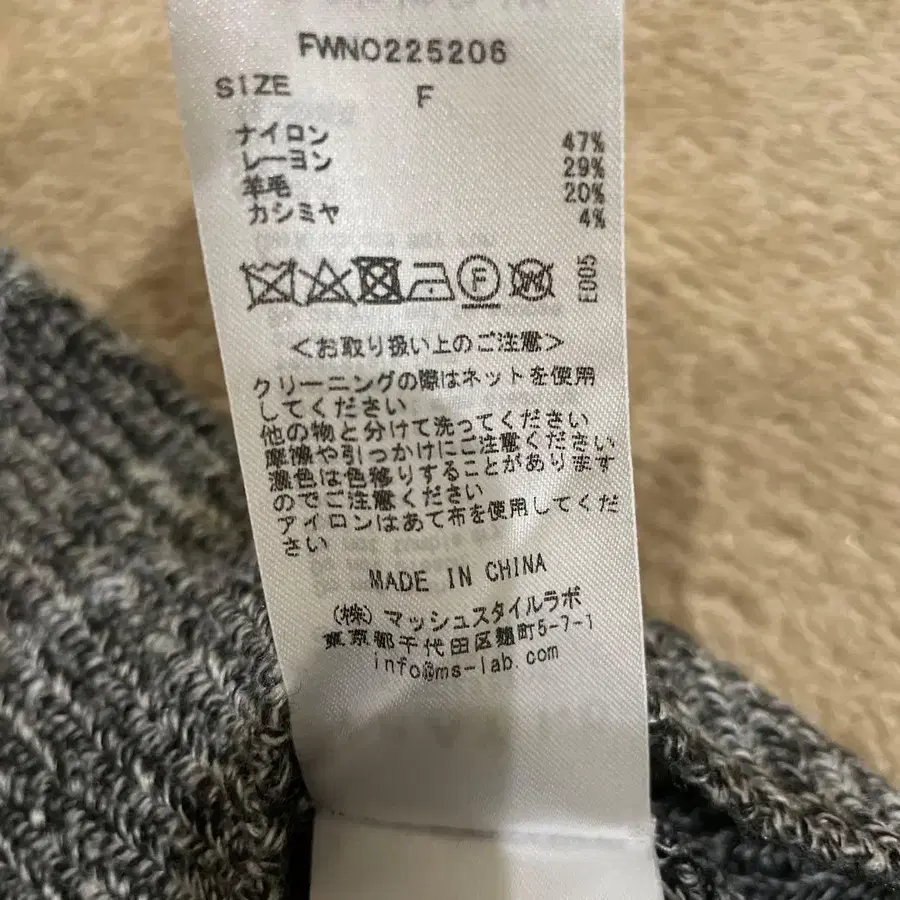 FWNO225206
SIZE F
ナイロン 47%
レーヨン 29%
羊毛 20%
カシミヤ 4%
F W E005
<お取り扱い上のご注意>
クリーニングの際はネットを使用
してください
他の物と分けて洗ってください
摩擦や引っかけにご注意ください
濃色は色移りすることがあります
のでご注意ください
アイロンはあて布を使用してくだ
さい
MADE IN CHINA
(株)マッシュスタイルラボ
東京都千代田区麹町5-7-1
info@ms-lab.com